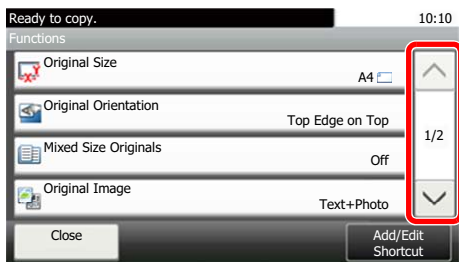 Ready to copy.
10:10
Functions
Original Size
A4
Original Orientation
Top Edge on Top
1/2
Mixed Size Originals
Off
Original Image
Text+Photo
Close
Add/Edit
Shortcut